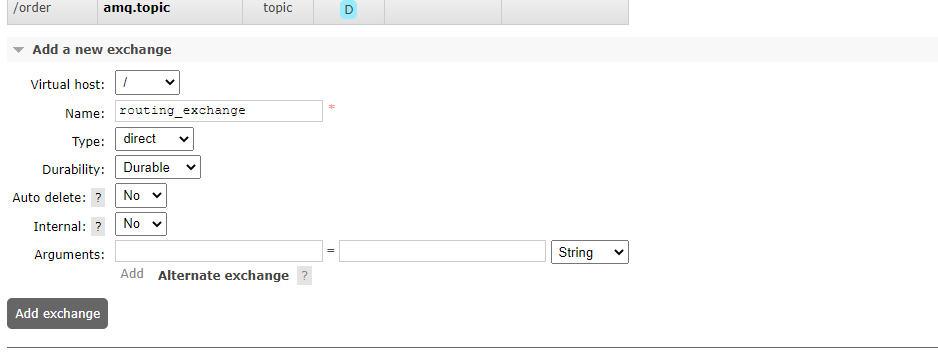 /order amq.topic topic D
Add a new exchange
Virtual host: /
Name: routing_exchange *
Type: direct
Durability: Durable
Auto delete: ? No
Internal: ? No
Arguments: = String
Add Alternate exchange ?
Add exchange